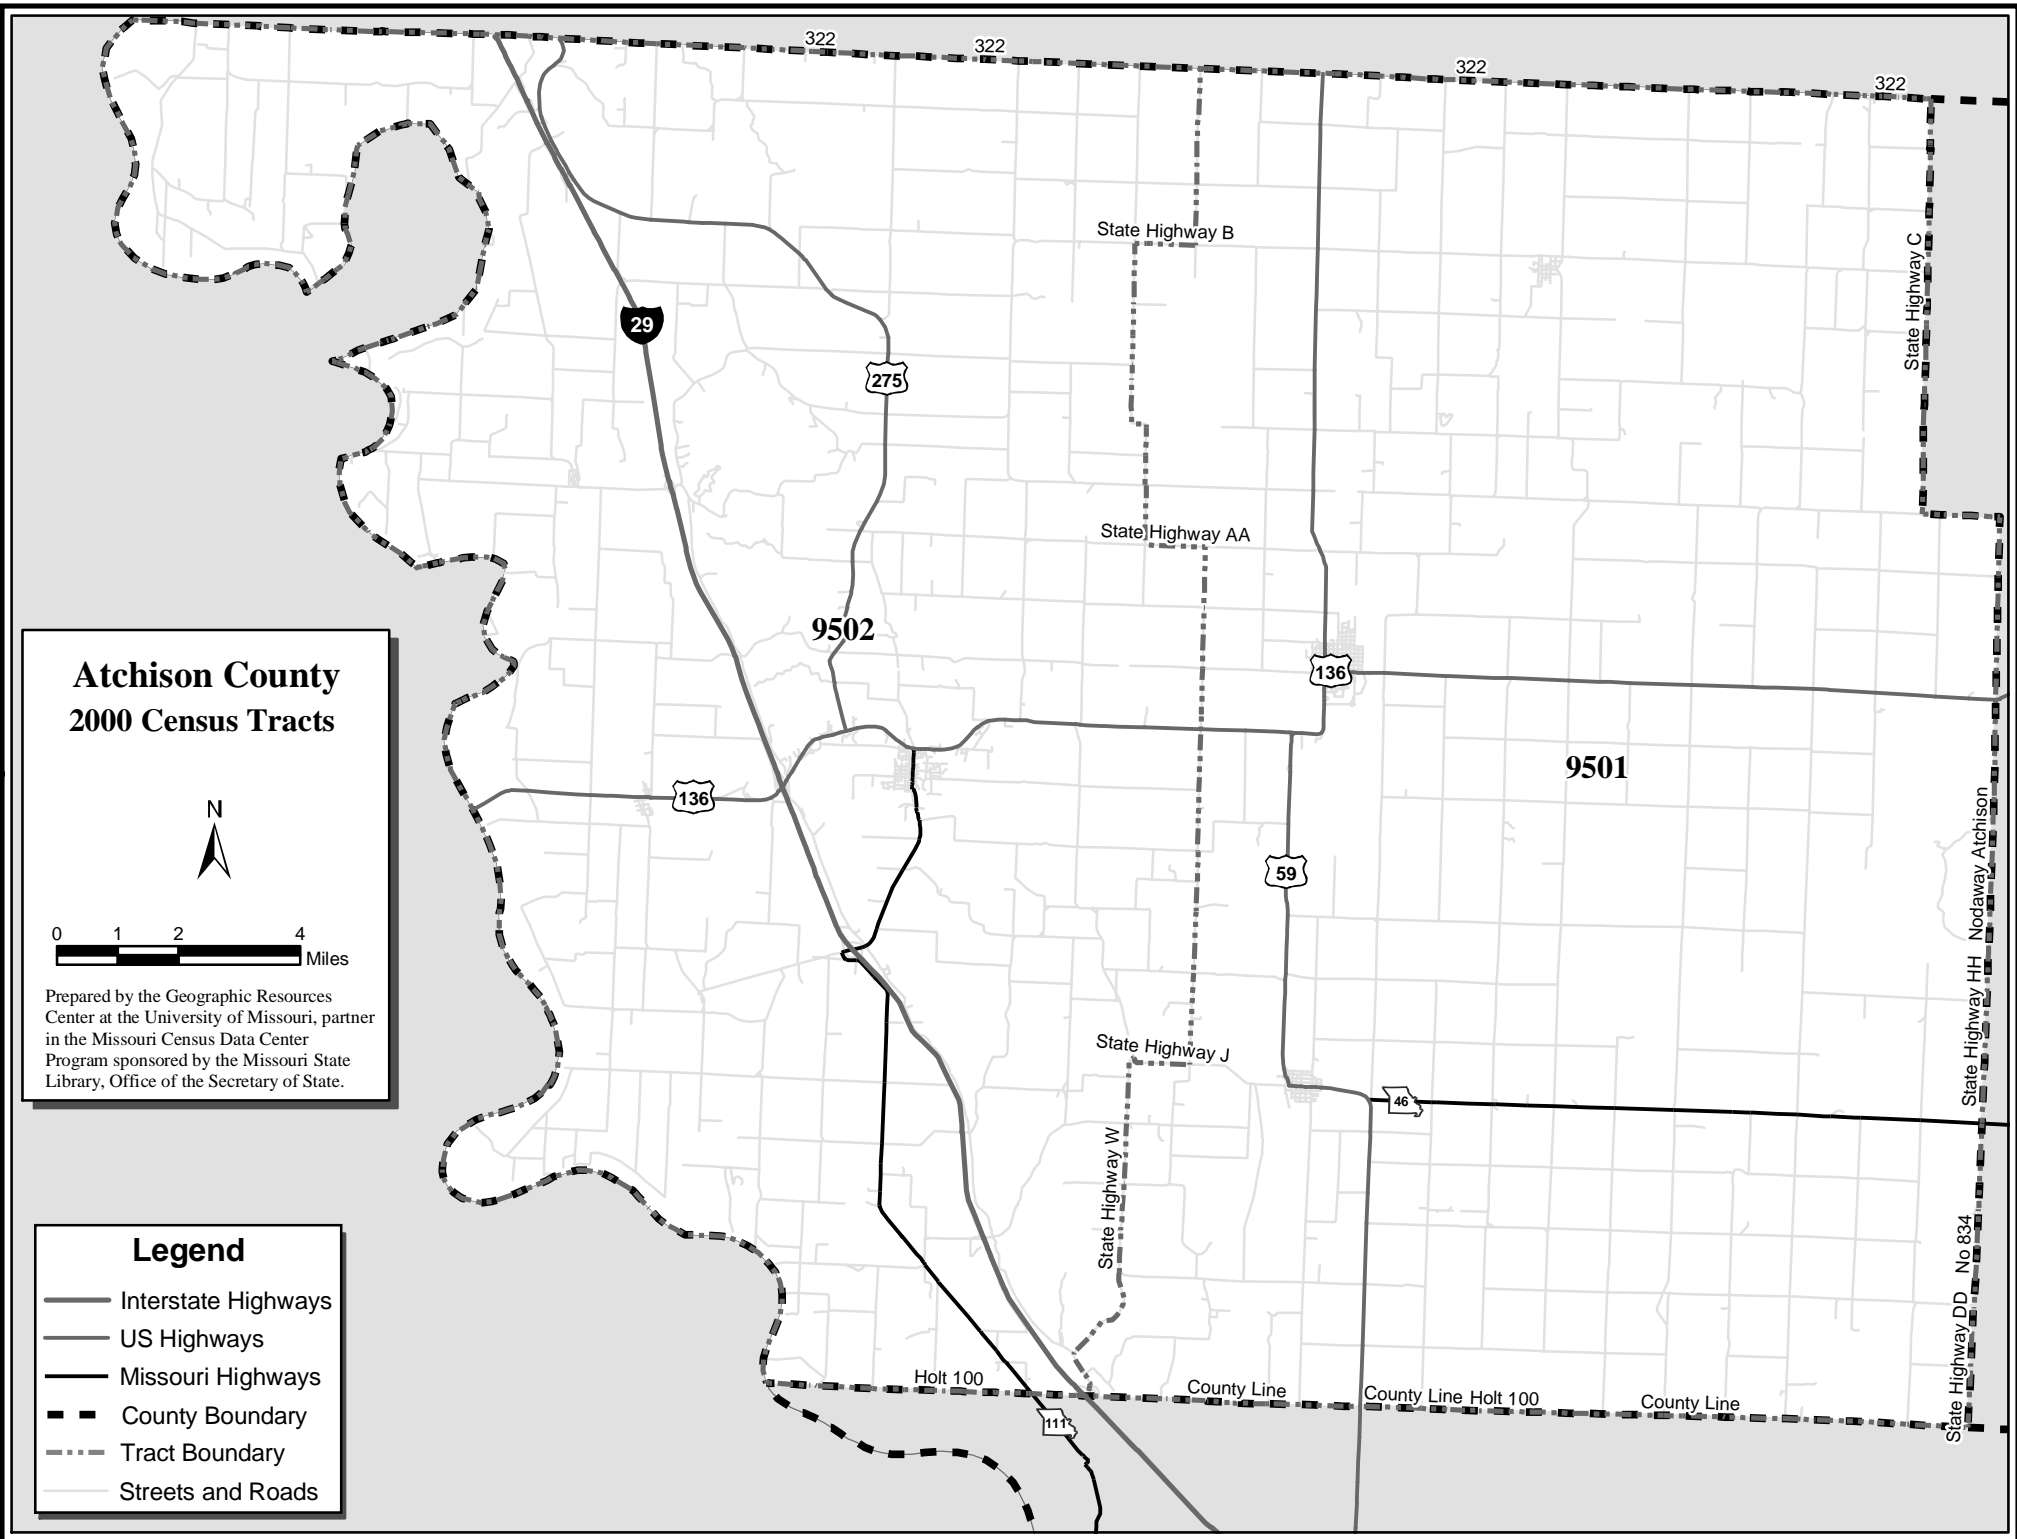 322
322
322
322
State Highway B
State Highway C
29
275
State Highway AA
9502
136
9501
136
59
Nodaway Atchison
State Highway HH
State Highway J
46
State Highway W
No 834
State Highway DD
Holt 100
County Line
County Line Holt 100
County Line
111
Atchison County
2000 Census Tracts
N
0 1 2 4
Miles
Prepared by the Geographic Resources
Center at the University of Missouri, partner
in the Missouri Census Data Center
Program sponsored by the Missouri State
Library, Office of the Secretary of State.
Legend
Interstate Highways
US Highways
Missouri Highways
County Boundary
Tract Boundary
Streets and Roads